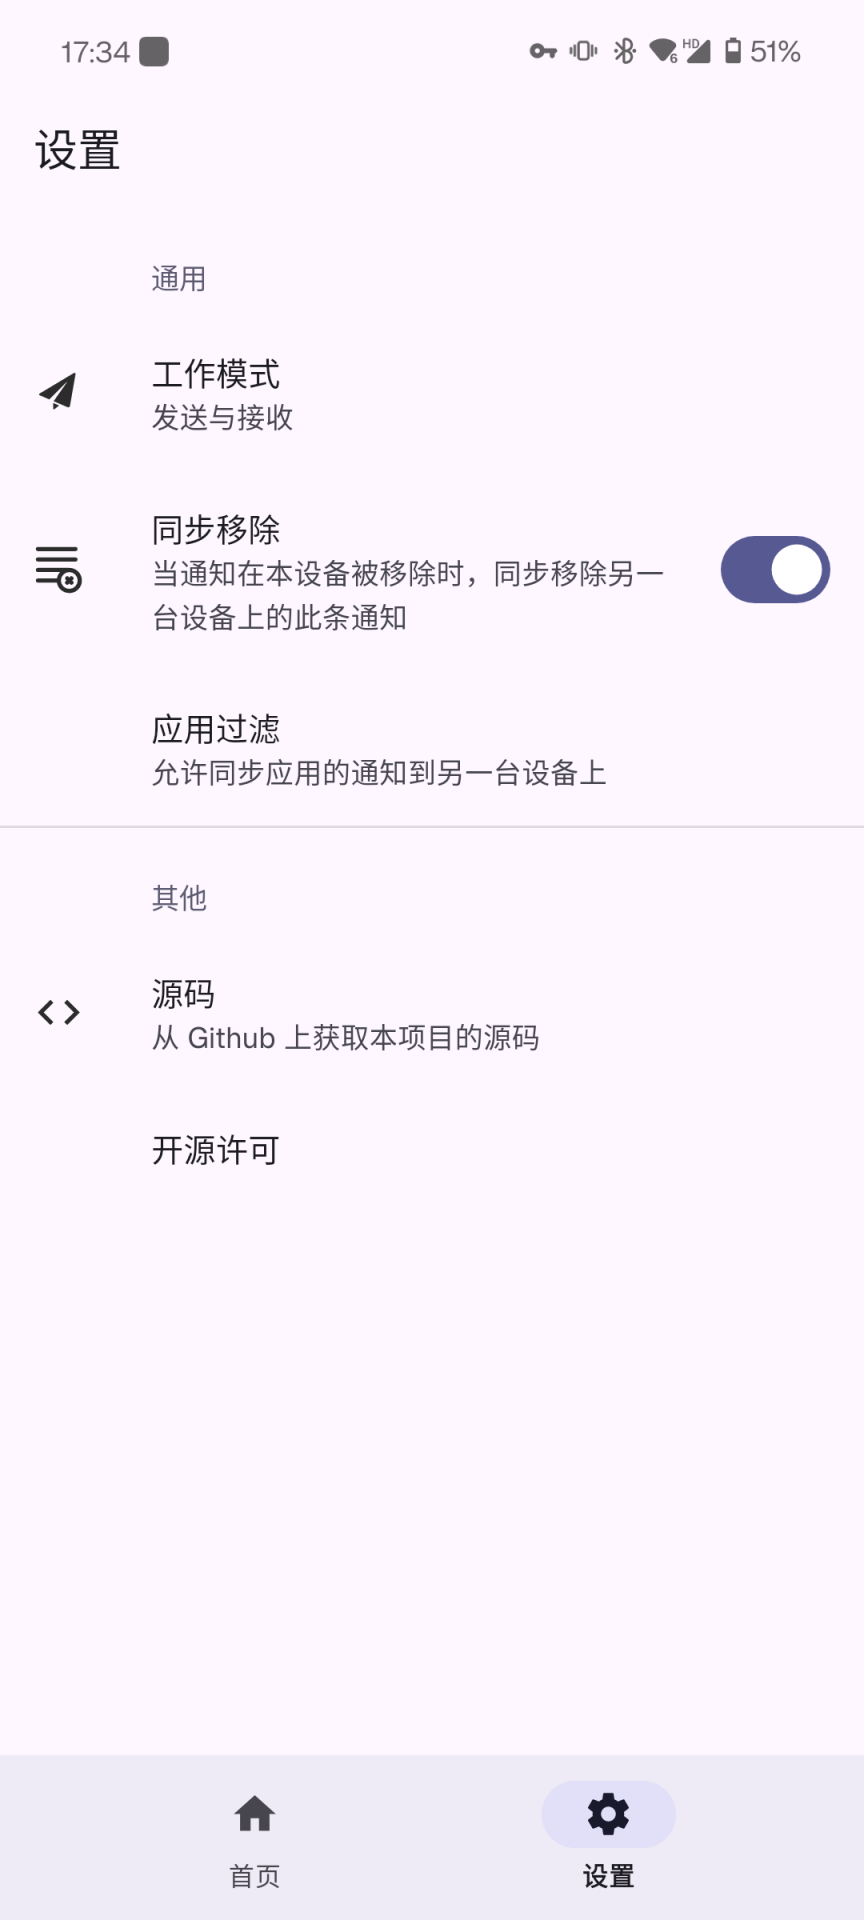 17:34
HD
6
51%
设置
通用
工作模式
发送与接收
同步移除
当通知在本设备被移除时，同步移除另一
台设备上的此条通知
应用过滤
允许同步应用的通知到另一台设备上
其他
源码
从 Github 上获取本项目的源码
开源许可
首页
设置